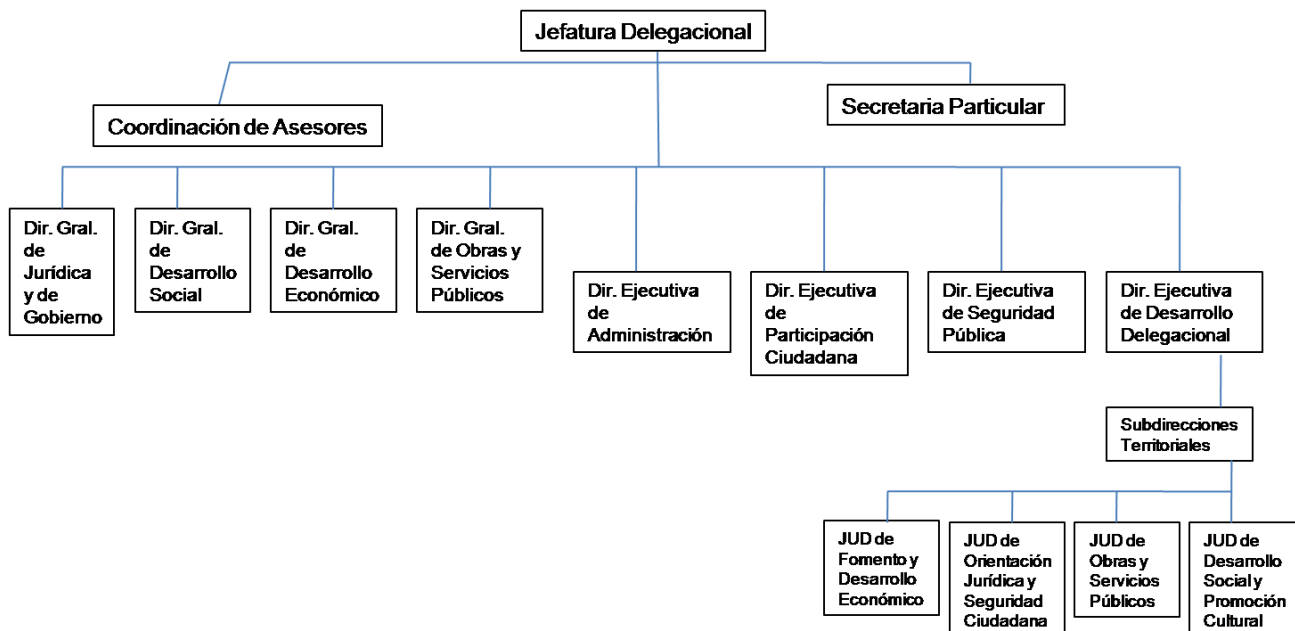 Jefatura Delegacional
Secretaria Particular
Coordinación de Asesores
Dir. Gral.
de
Jurídica
y de
Gobierno
Dir. Gral.
de
Desarrollo
Social
Dir. Gral.
de
Desarrollo
Económico
Dir. Gral.
de Obras y
Servicios
Públicos
Dir. Ejecutiva
de
Administración
Dir. Ejecutiva
de
Participación
Ciudadana
Dir. Ejecutiva
de Seguridad
Pública
Dir. Ejecutiva
de Desarrollo
Delegacional
Subdirecciones
Territoriales
JUD de
Fomento y
Desarrollo
Económico
JUD de
Orientación
Jurídica y
Seguridad
Ciudadana
JUD de
Obras y
Servicios
Públicos
JUD de
Desarrollo
Social y
Promoción
Cultural